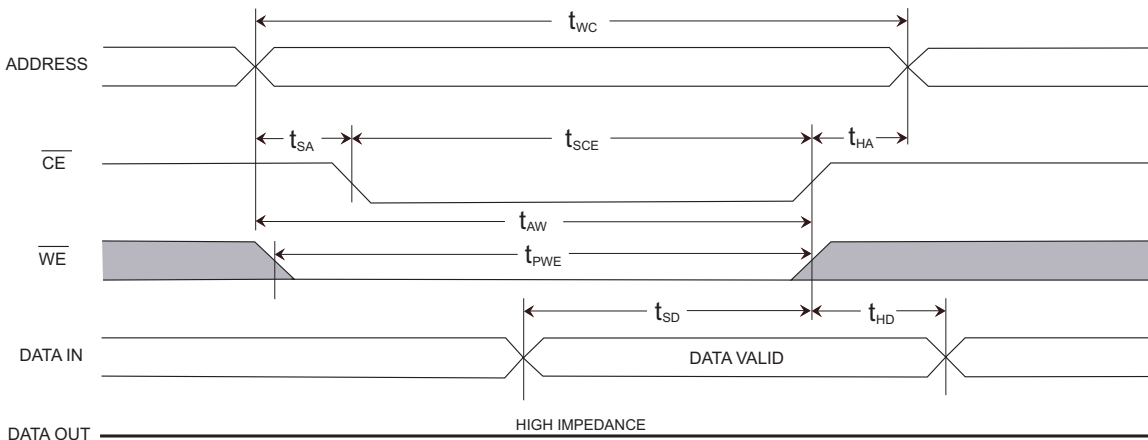 tWC
ADDRESS
tSA
tSCE
tHA
CE
tAW
WE
tPWE
tSD
tHD
DATA IN
DATA VALID
DATA OUT
HIGH IMPEDANCE